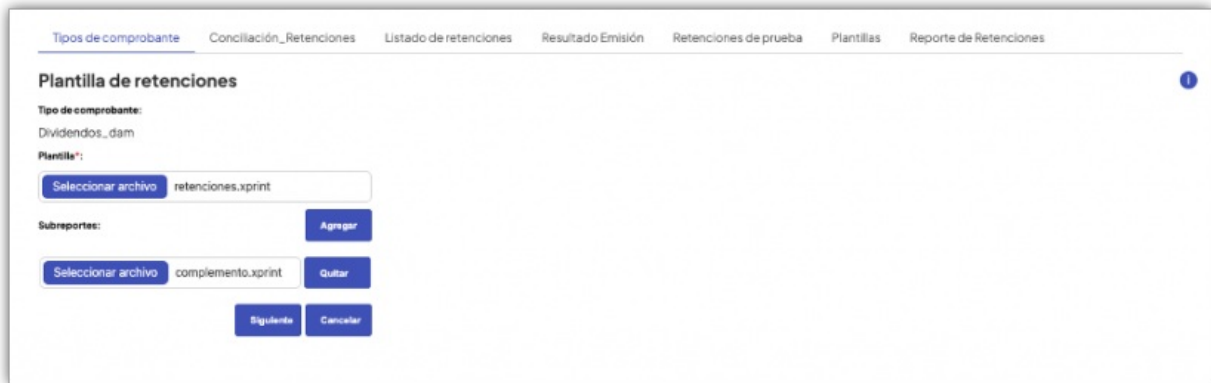 Tipos de comprobante Conciliación_Retenciones Listado de retenciones Resultado Emisión Retenciones de prueba Plantillas Reporte de Retenciones
Plantilla de retenciones
i
Tipo de comprobante:
Dividendos_dam
Plantilla*:
Seleccionar archivo retenciones.xprint
Subreportes: Agregar
Seleccionar archivo complemento.xprint Quitar
Siguiente Cancelar